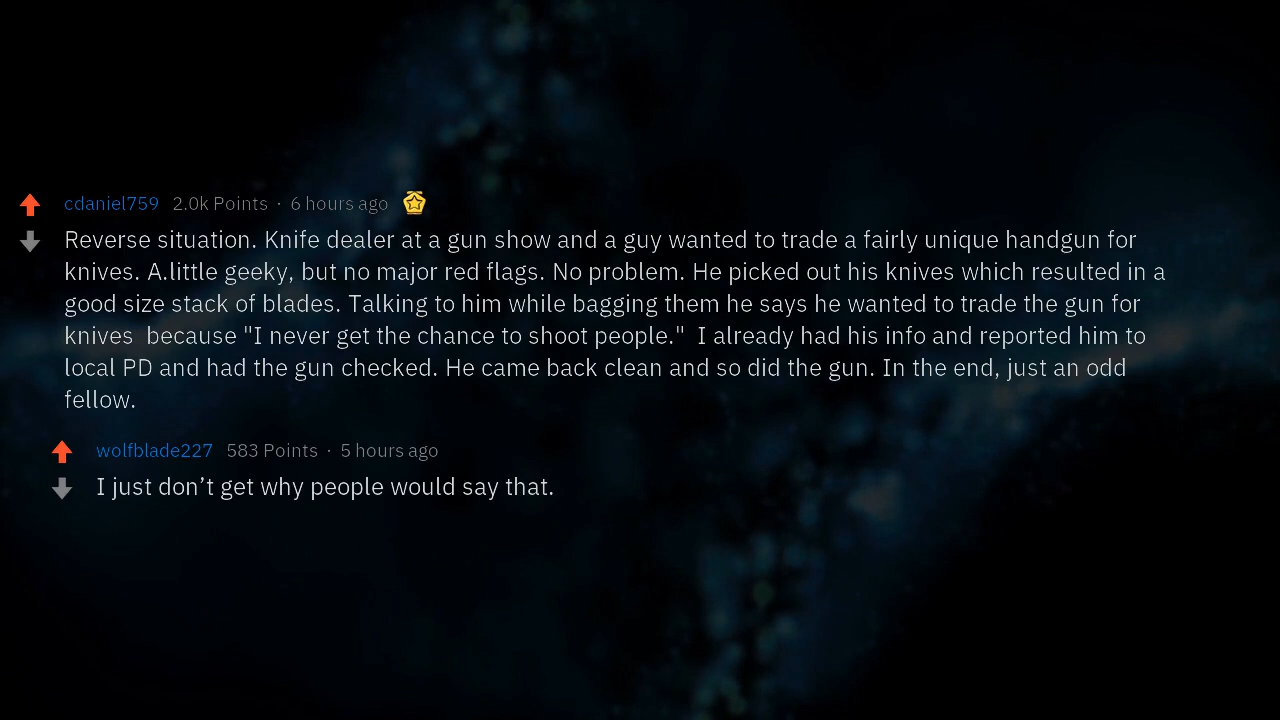 cdaniel759 2.0k Points · 6 hours ago
Reverse situation. Knife dealer at a gun show and a guy wanted to trade a fairly unique handgun for
knives. A.little geeky, but no major red flags. No problem. He picked out his knives which resulted in a
good size stack of blades. Talking to him while bagging them he says he wanted to trade the gun for
knives  because "I never get the chance to shoot people."  I already had his info and reported him to
local PD and had the gun checked. He came back clean and so did the gun. In the end, just an odd
fellow.
wolfblade227 583 Points · 5 hours ago
I just don’t get why people would say that.